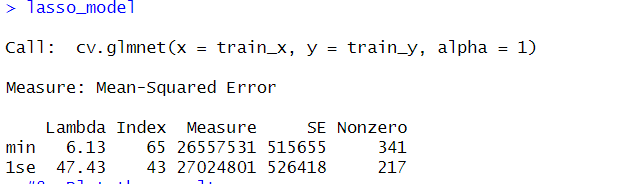 > lasso_model
Call:  cv.glmnet(x = train_x, y = train_y, alpha = 1)
Measure: Mean-Squared Error
    Lambda Index  Measure     SE Nonzero
min   6.13    65 26557531 515655     341
1se  47.43    43 27024801 526418     217